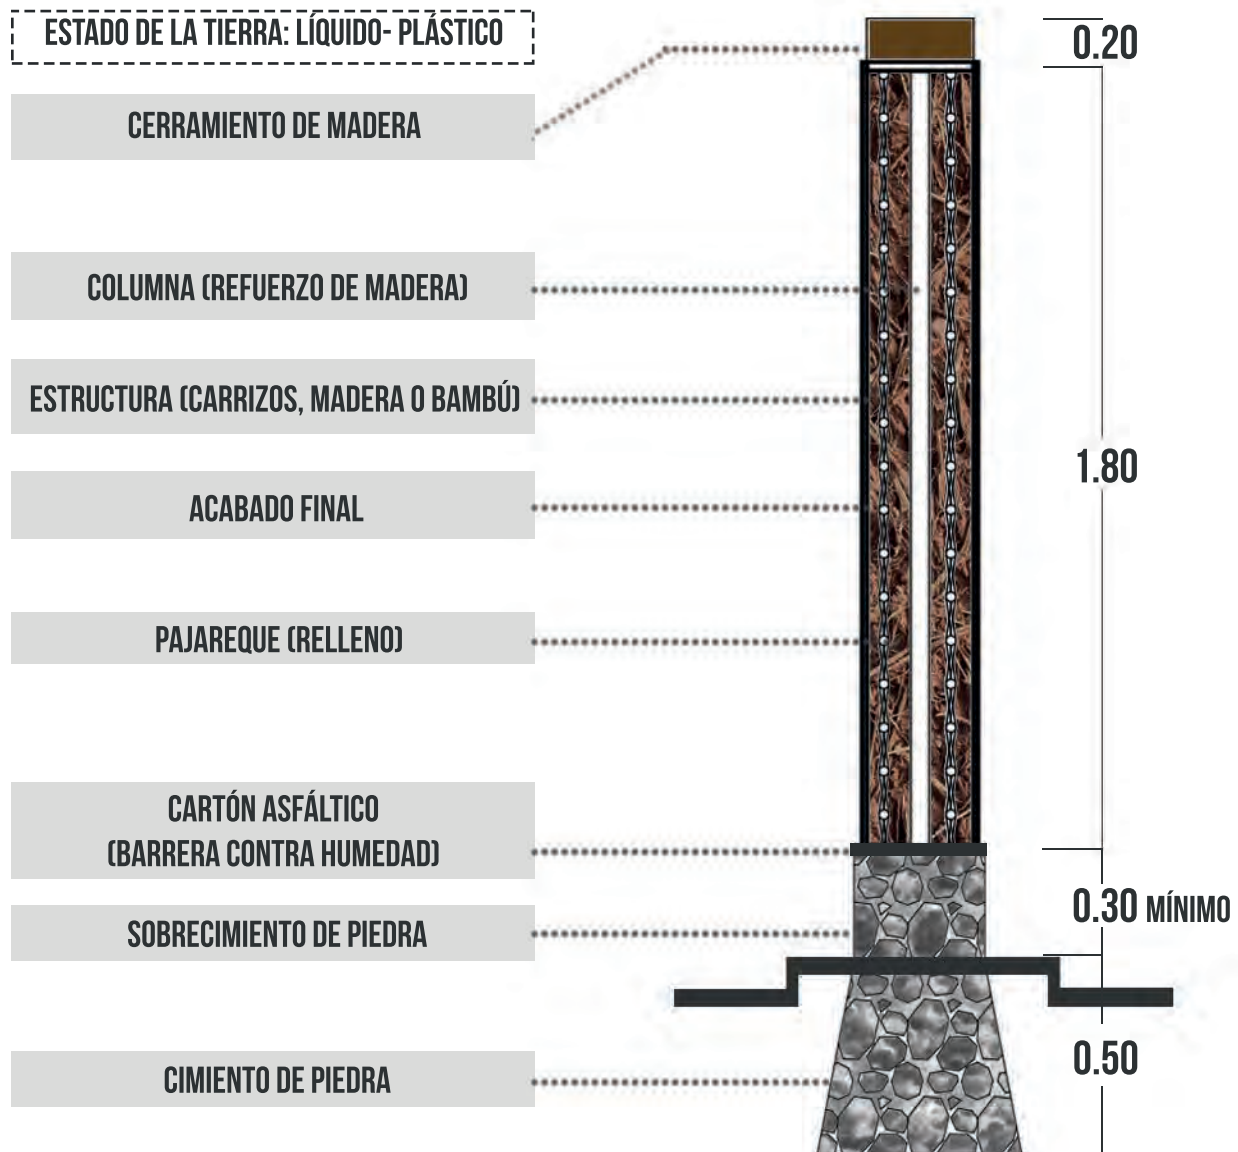 ESTADO DE LA TIERRA: LÍQUIDO- PLÁSTICO
0.20
CERRAMIENTO DE MADERA
COLUMNA (REFUERZO DE MADERA)
ESTRUCTURA (CARRIZOS, MADERA O BAMBÚ)
1.80
ACABADO FINAL
PAJAREQUE (RELLENO)
CARTÓN ASFÁLTICO
(BARRERA CONTRA HUMEDAD)
0.30 MÍNIMO
SOBRECIMIENTO DE PIEDRA
0.50
CIMIENTO DE PIEDRA